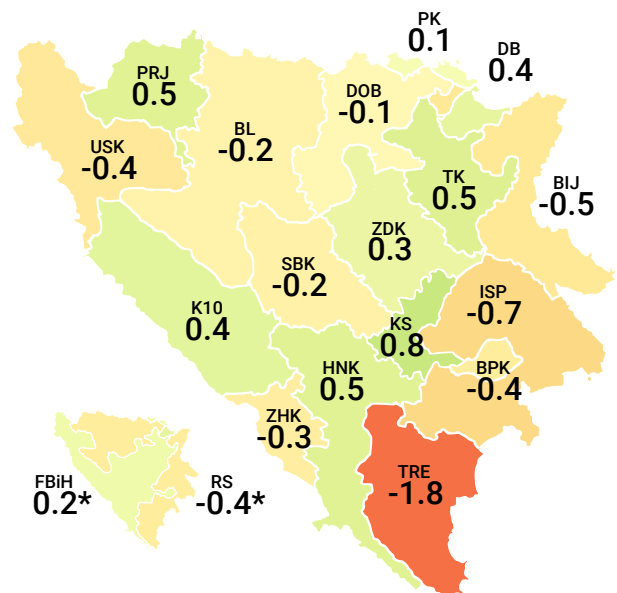 PK
0.1
DB
0.4
PRJ
0.5
DOB
-0.1
BL
-0.2
USK
-0.4
TK
0.5
BIJ
-0.5
ZDK
0.3
SBK
-0.2
ISP
-0.7
K10
0.4
KS
0.8
HNK
0.5
BPK
-0.4
ZHK
-0.3
TRE
-1.8
FBiH
0.2*
RS
-0.4*